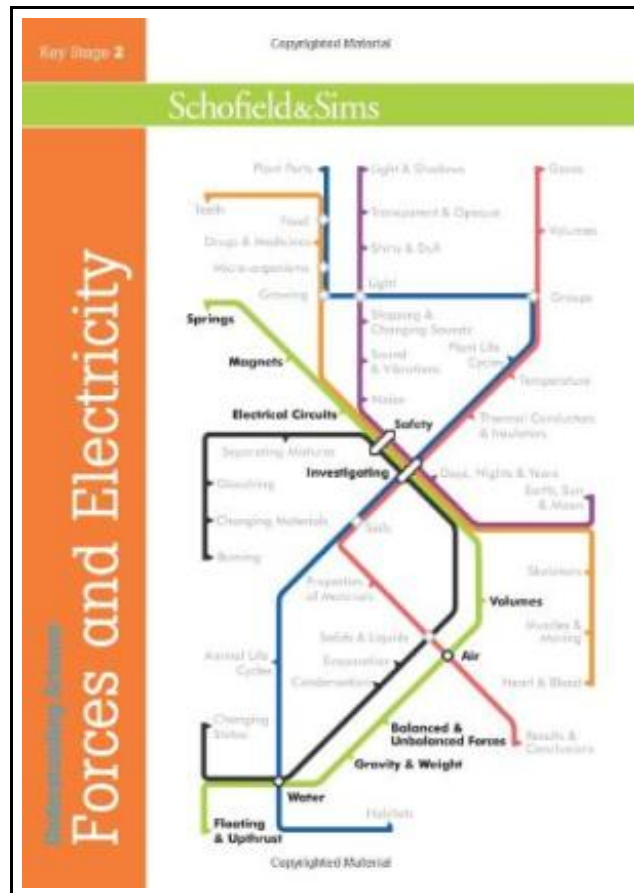 Key Stage 2
Copyrighted Material
Schofield&Sims
Understanding Science
Forces and Electricity
Plant Parts
Light & Shadows
Gases
Teeth
Food
Transparent & Opaque
Volumes
Drugs & Medicines
Shiny & Dull
Micro-organisms
Light
Growing
Groups
Springs
Stopping &
Changing Sounds
Plant Life
Cycles
Magnets
Sound
& Vibrations
Temperature
Noise
Electrical Circuits
Safety
Thermal Conductors
& Insulators
Separating Mixtures
Investigating
Days, Nights & Years
Dissolving
Earth, Sun
& Moon
Changing Materials
Soils
Burning
Properties
of Materials
Skeletons
Volumes
Solids & Liquids
Muscles &
Moving
Air
Animal Life
Cycles
Evaporation
Condensation
Heart & Blood
Changing
States
Balanced &
Unbalanced Forces
Results &
Conclusions
Gravity & Weight
Water
Floating
& Upthrust
Habitats
Copyrighted Material